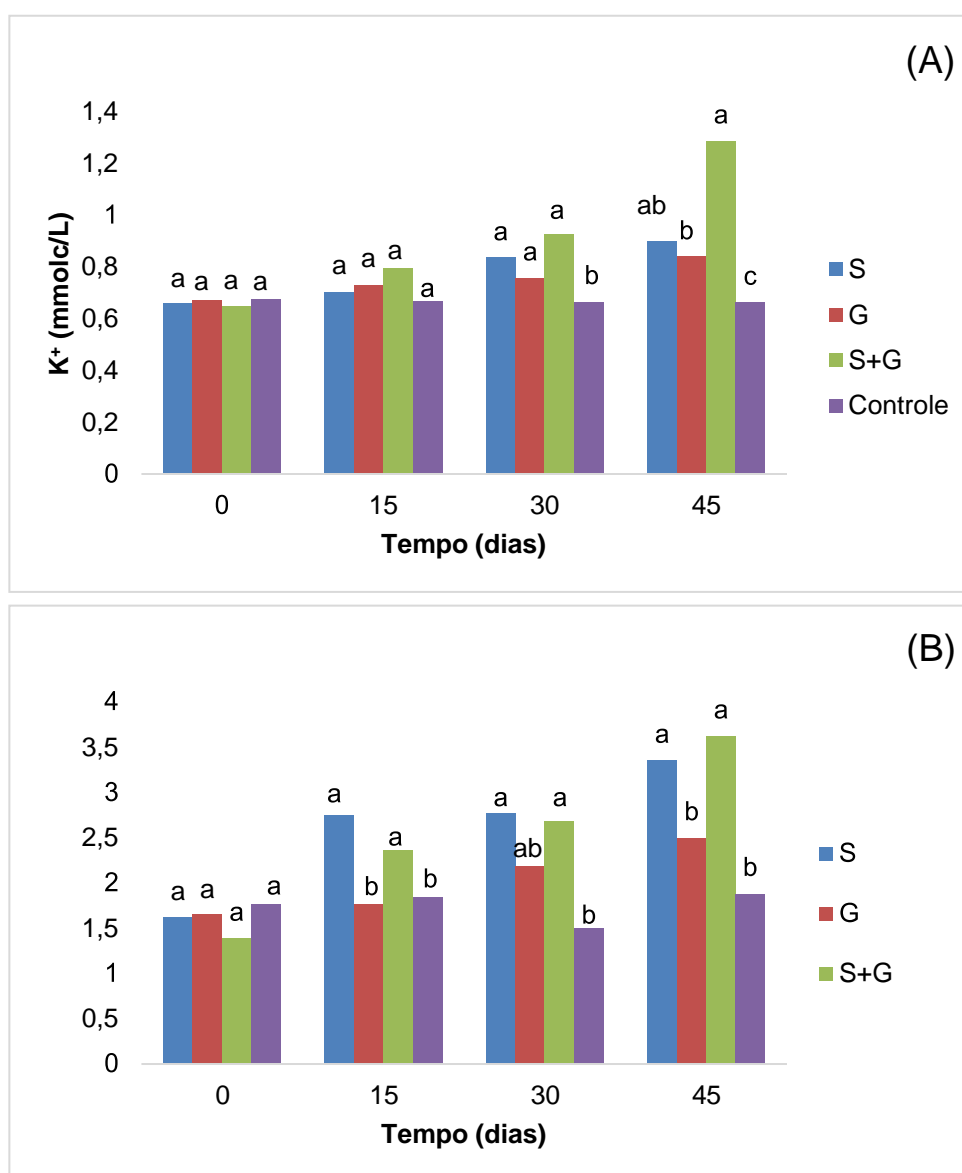 (A)
1,4
1,2
1
0,8
0,6
0,4
0,2
0
K⁺ (mmolc/L)
a a a a
a a a a
a a a b
ab b a c
0 15 30 45
Tempo (dias)
S
G
S+G
Controle
(B)
4
3,5
3
2,5
2
1,5
1
0,5
0
a a a a
a b a b
a ab a b
a b a b
0 15 30 45
Tempo (dias)
S
G
S+G